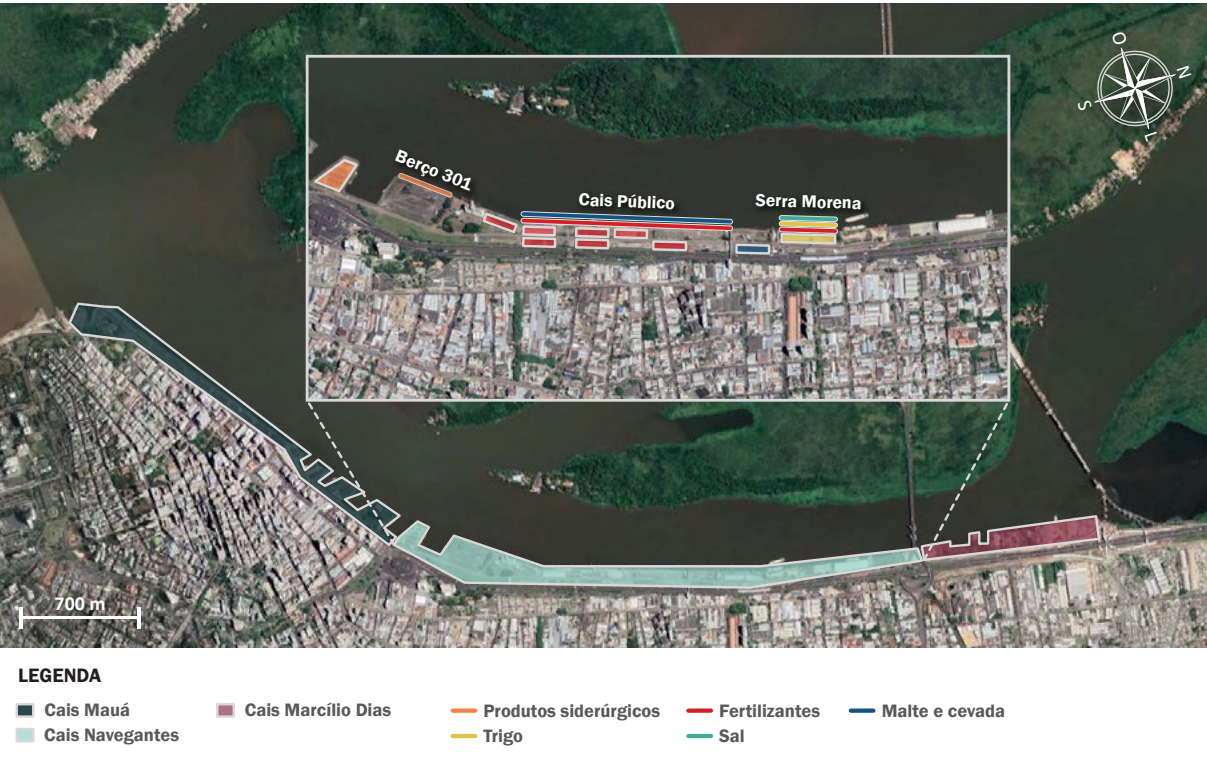 O
N
S
L
Berço 301
Cais Público
Serra Morena
700 m
LEGENDA
Cais Mauá
Cais Marcílio Dias
Produtos siderúrgicos
Fertilizantes
Malte e cevada
Cais Navegantes
Trigo
Sal